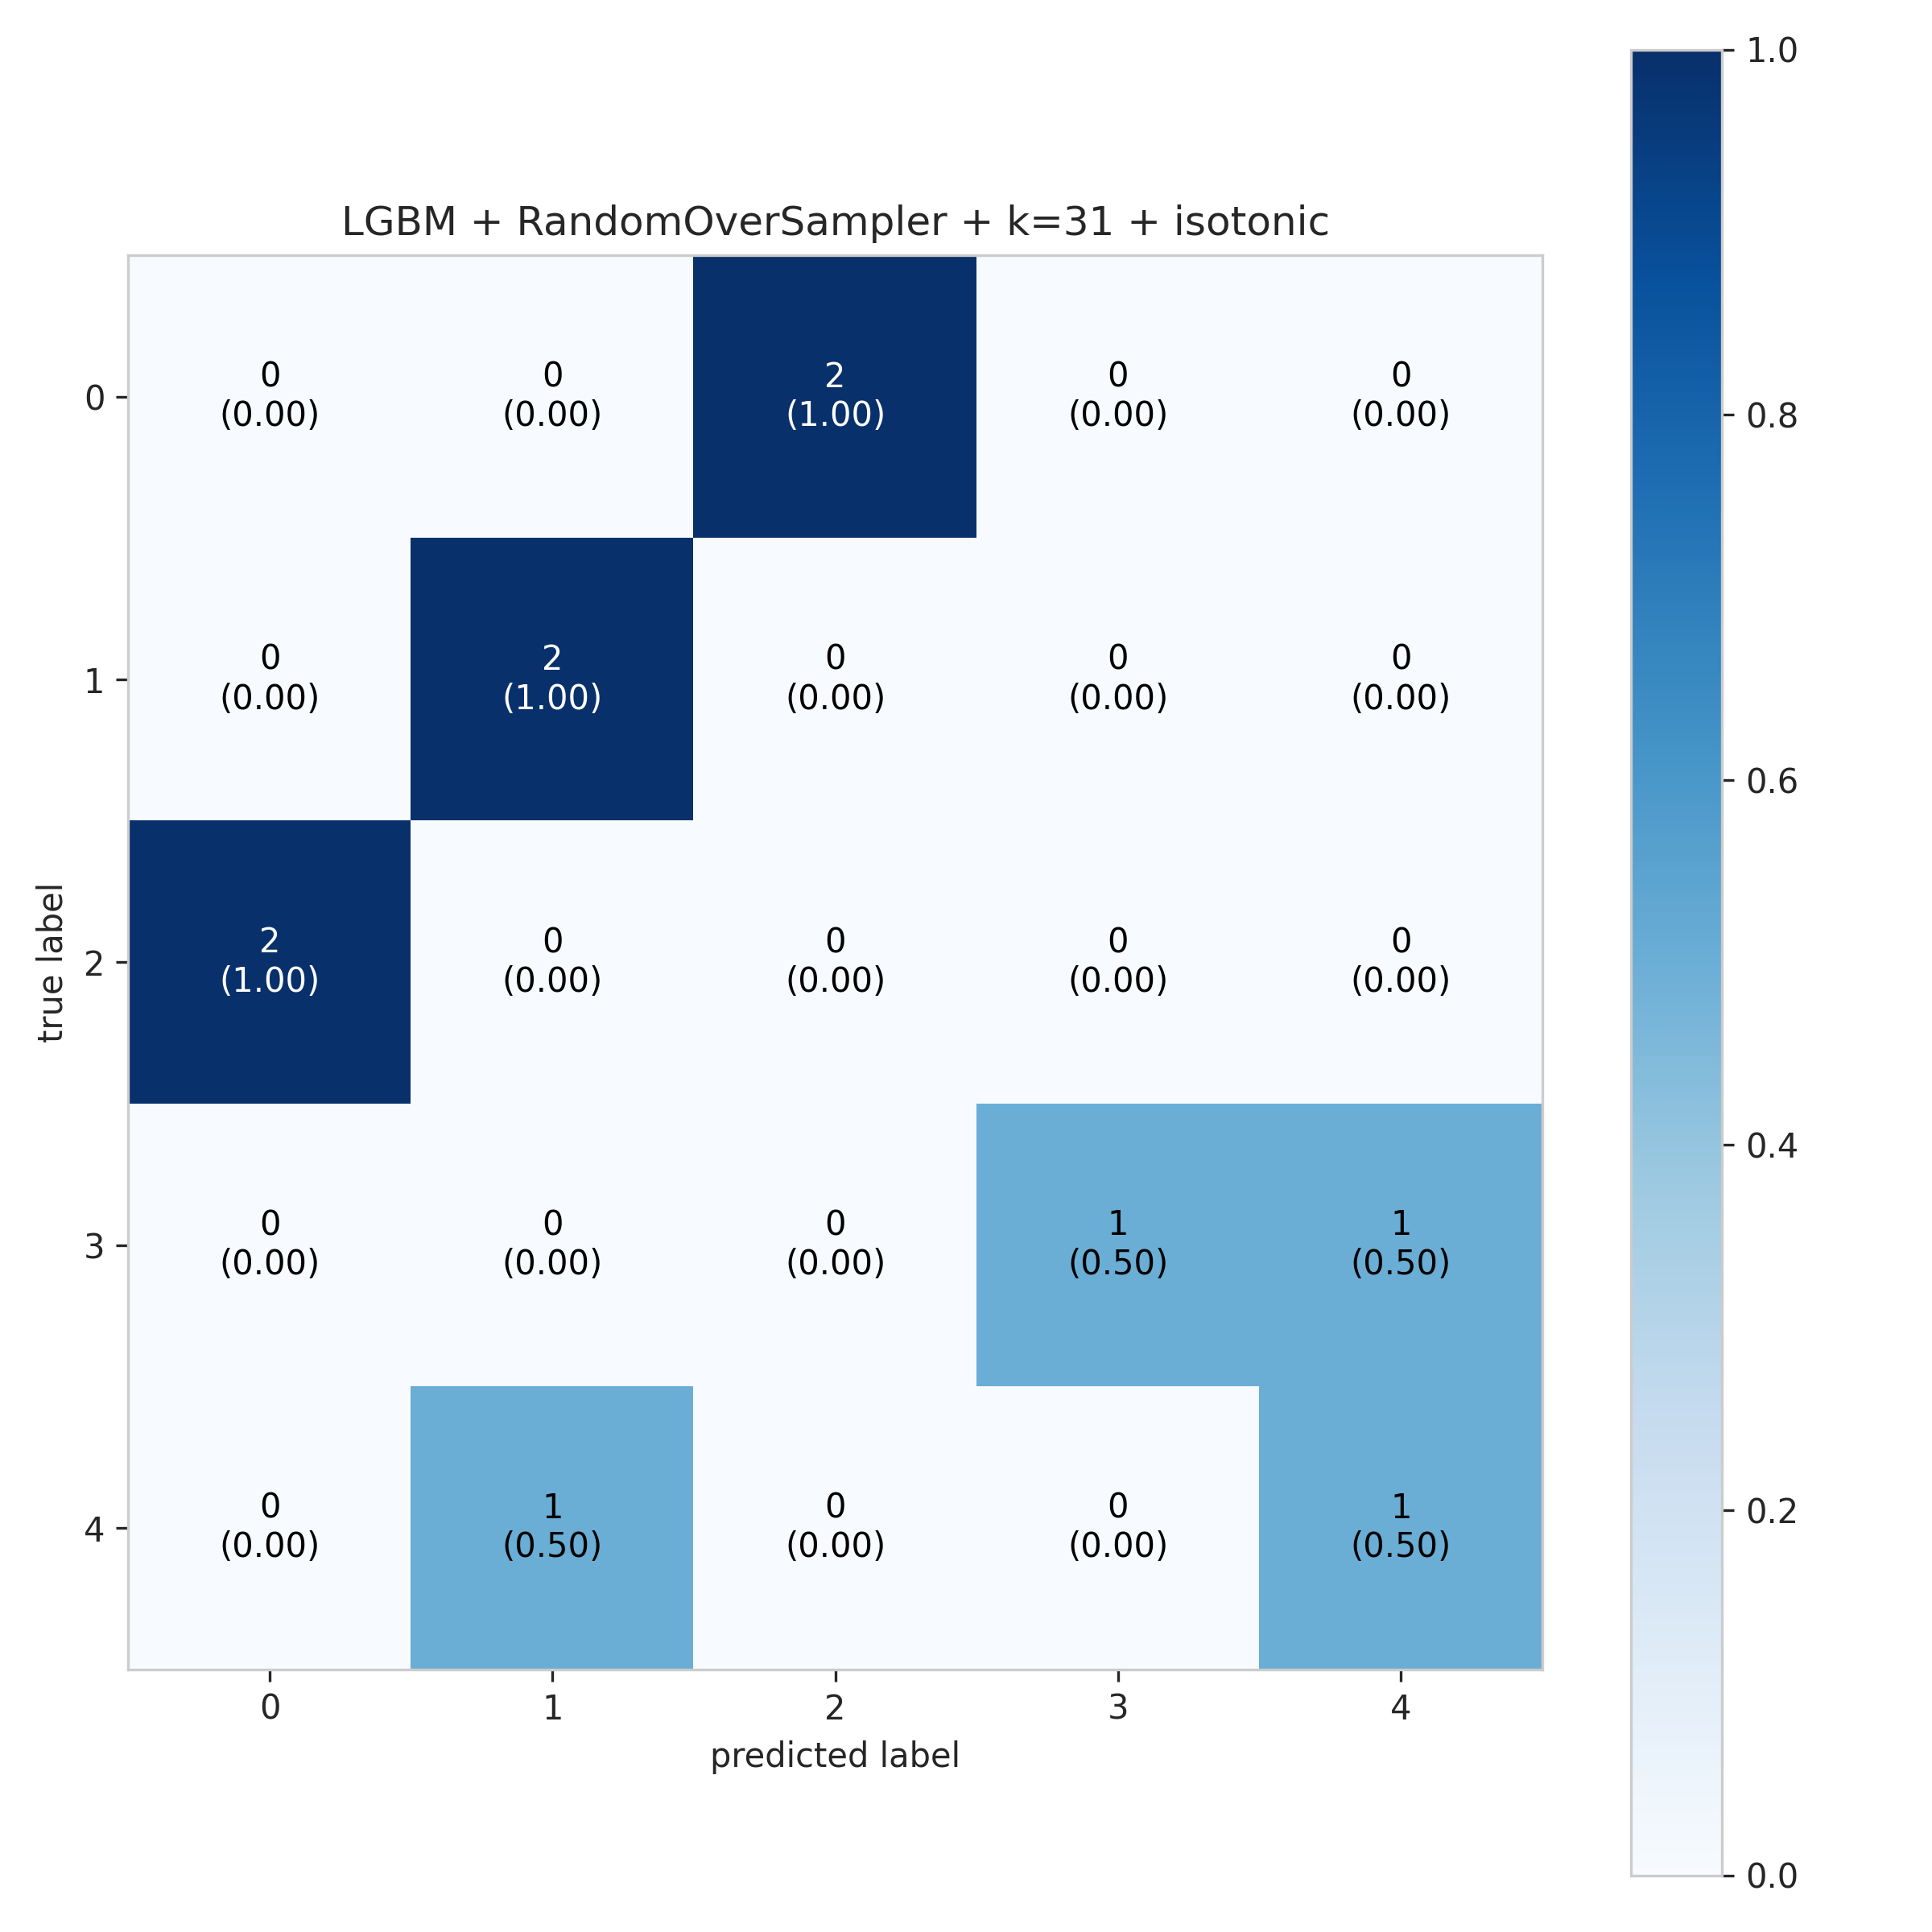 LGBM + RandomOverSampler + k=31 + isotonic
1.0
0.8
0.6
0.4
0.2
0.0
true label
0
0 0 2 0 0
(0.00) (0.00) (1.00) (0.00) (0.00)
1
0 2 0 0 0
(0.00) (1.00) (0.00) (0.00) (0.00)
2
2 0 0 0 0
(1.00) (0.00) (0.00) (0.00) (0.00)
3
0 0 0 1 1
(0.00) (0.00) (0.00) (0.50) (0.50)
4
0 1 0 0 1
(0.00) (0.50) (0.00) (0.00) (0.50)
0 1 2 3 4
predicted label